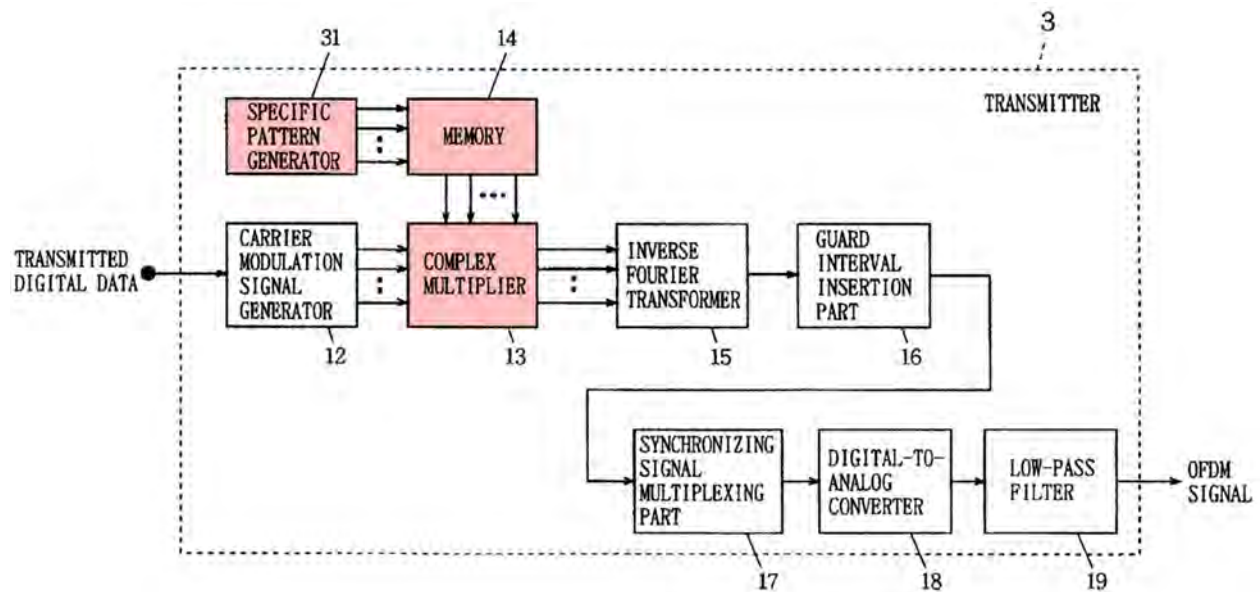 3
31
14
TRANSMITTER
SPECIFIC
PATTERN
GENERATOR
MEMORY
TRANSMITTED
DIGITAL DATA
CARRIER
MODULATION
SIGNAL
GENERATOR
COMPLEX
MULTIPLIER
INVERSE
FOURIER
TRANSFORMER
GUARD
INTERVAL
INSERTION
PART
12
13
15
16
SYNCHRONIZING
SIGNAL
MULTIPLEXING
PART
DIGITAL-TO-
ANALOG
CONVERTER
LOW-PASS
FILTER
OFDM
SIGNAL
17
18
19